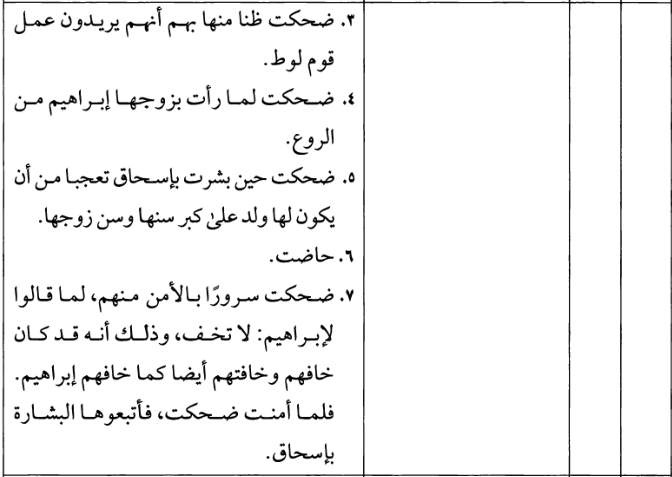 ٣. ضحكت ظنا منها بهم أنهم يريدون عمل
قوم لوط.
٤. ضحكت لما رأت بزوجها إبراهيم من
الروع.
٥. ضحكت حين بشرت بإسحاق تعجبا من أن
يكون لها ولد علىٰ كبر سنها وسن زوجها.
٦. حاضت.
٧. ضحكت سرورًا بالأمن منهم، لما قالوا
لإبراهيم: لا تخف، وذلك أنه قد كان
خافهم وخافتهم أيضا كما خافهم إبراهيم.
فلما أمنت ضحكت، فأتبعوها البشارة
بإسحاق.